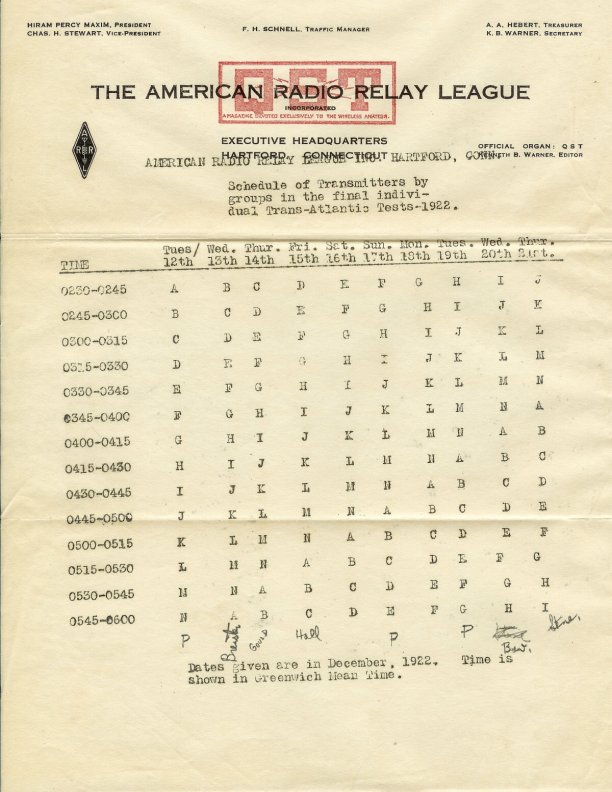 HIRAM PERCY MAXIM, PRESIDENT
CHAS. H. STEWART, VICE-PRESIDENT
F. H. SCHNELL, TRAFFIC MANAGER
A. A. HEBERT, TREASURER
K. B. WARNER, SECRETARY
QST
THE AMERICAN RADIO RELAY LEAGUE
INCORPORATED
A MAGAZINE DEVOTED EXCLUSIVELY TO THE WIRELESS AMATEUR.
A
R R
L
EXECUTIVE HEADQUARTERS
HARTFORD, CONNECTICUT
OFFICIAL ORGAN: QST
KENNETH B. WARNER, EDITOR
AMERICAN RADIO RELAY LEAGUE INC. HARTFORD, CONN.
Schedule of Transmitters by
groups in the final indivi-
dual Trans-Atlantic Tests-1922.
Tues/ Wed. Thur. Fri. Sat. Sun. Mon. Tues. Wed. Thur.
TIME 12th 13th 14th 15th 16th 17th 18th 19th 20th 21st.
0230-0245 A B C D E F G H I J
0245-0300 B C D E F G H I J K
0300-0315 C D E F G H I J K L
0315-0330 D E F G H I J K L M
0330-0345 E F G H I J K L M N
0345-0400 F G H I J K L M N A
0400-0415 G H I J K L M N A B
0415-0430 H I J K L M N A B C
0430-0445 I J K L M N A B C D
0445-0500 J K L M N A B C D E
0500-0515 K L M N A B C D E F
0515-0530 L M N A B C D E F G
0530-0545 M N A B C D E F G H
0545-0600 N A B C D E F G H I
P Gould Hall P P
Dates given are in December, 1922. Time is
shown in Greenwich Mean Time.